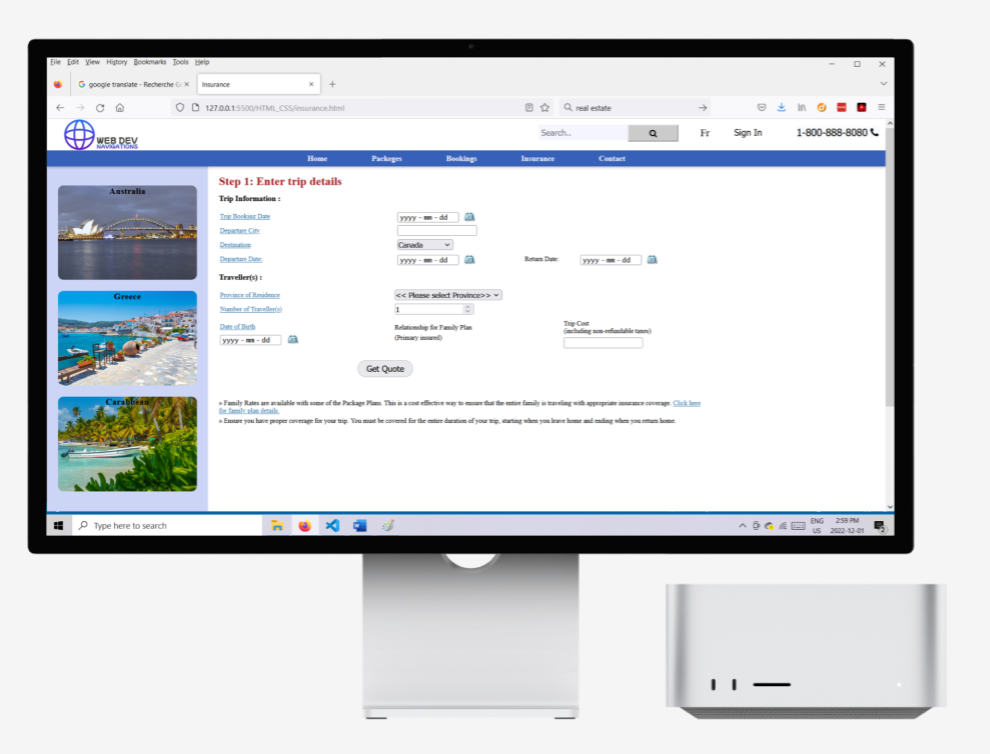 File Edit View History Bookmarks Tools Help
google translate - Recherche G
Insurance
127.0.0.1:5500/HTML_CSS/insurance.html
real estate
WEB DEV
NAVIGATIONS
Search...
Fr
Sign In
1-800-888-8080
Home Packeges Bookings Insurance Contact
Australia
Greece
Carabbean
Step 1: Enter trip details
Trip Information :
Trip Booking Date
yyyy - mm - dd
Departure City
Destination
Canada
Departure Date:
yyyy - mm - dd
Return Date:
yyyy - mm - dd
Traveller(s) :
Province of Residence
<< Please select Province>>
Number of Traveller(s)
1
Date of Birth
yyyy - mm - dd
Relationship for Family Plan
(Primary insured)
Trip Cost
(including non-refundable taxes)
Get Quote
» Family Rates are available with some of the Package Plans. This is a cost effective way to ensure that the entire family is traveling with appropriate insurance coverage. Click here
for family plan details.
» Ensure you have proper coverage for your trip. You must be covered for the entire duration of your trip, starting when you leave home and ending when you return home.
Type here to search
ENG
US
2:59 PM
2022-12-01
2